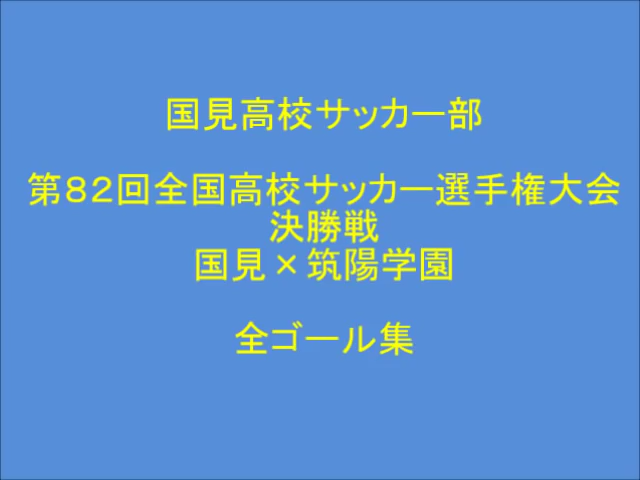 国見高校サッカー部
第８２回全国高校サッカー選手権大会
決勝戦
国見×筑陽学園
全ゴール集